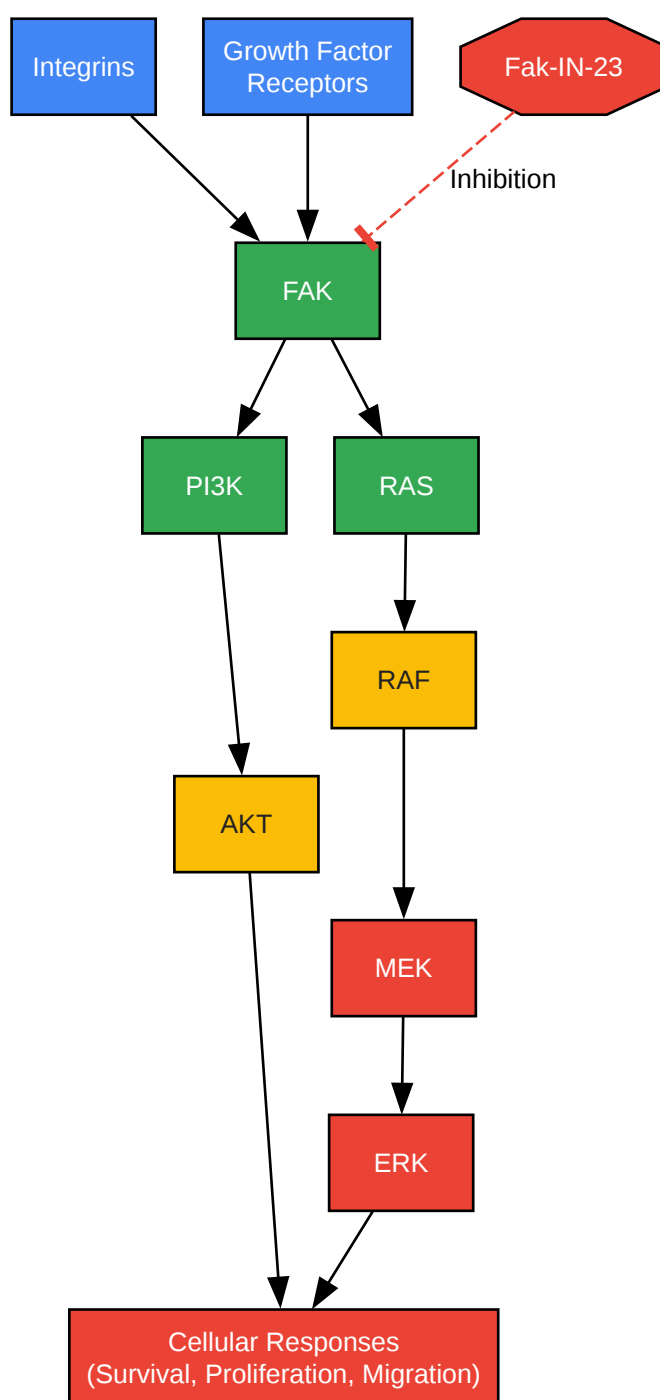 Integrins
Growth Factor
Receptors
Fak-IN-23
Inhibition
FAK
PI3K
RAS
RAF
AKT
MEK
ERK
Cellular Responses
(Survival, Proliferation, Migration)